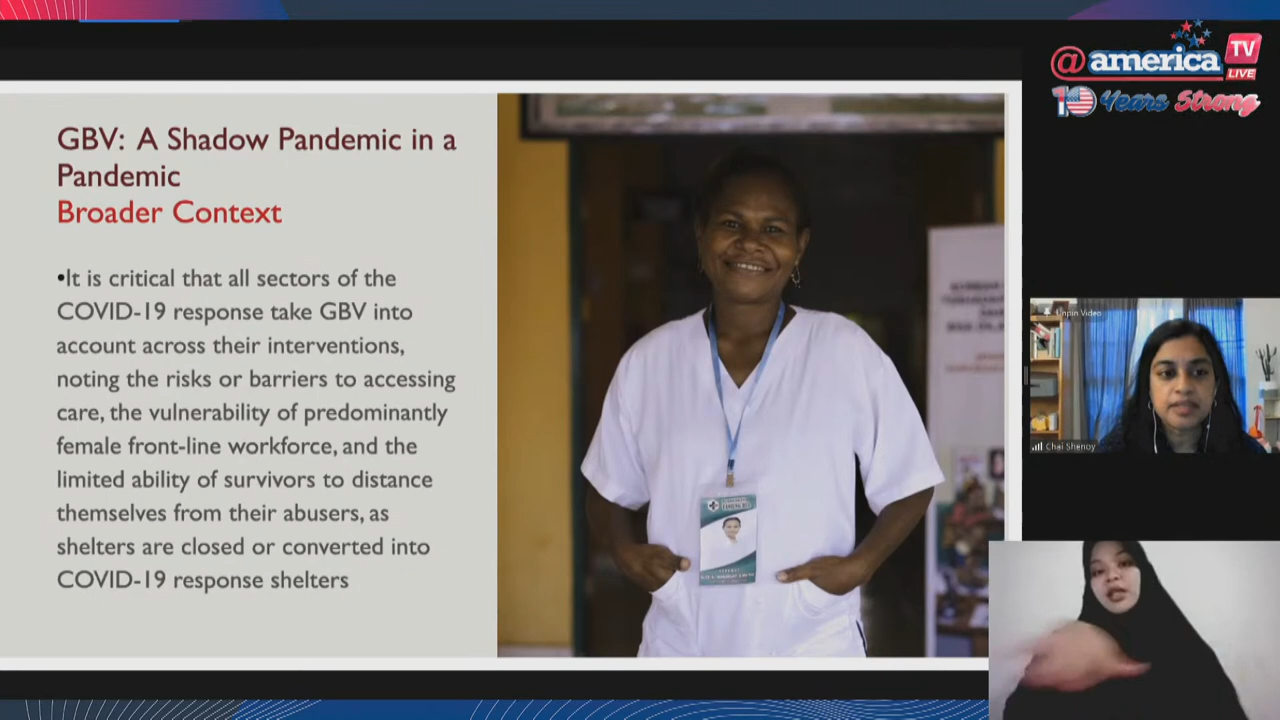 GBV: A Shadow Pandemic in a
Pandemic
Broader Context
•It is critical that all sectors of the
COVID-19 response take GBV into
account across their interventions,
noting the risks or barriers to accessing
care, the vulnerability of predominantly
female front-line workforce, and the
limited ability of survivors to distance
themselves from their abusers, as
shelters are closed or converted into
COVID-19 response shelters
@america TV
LIVE
10 Years Strong
Unpin Video
Chai Shenoy